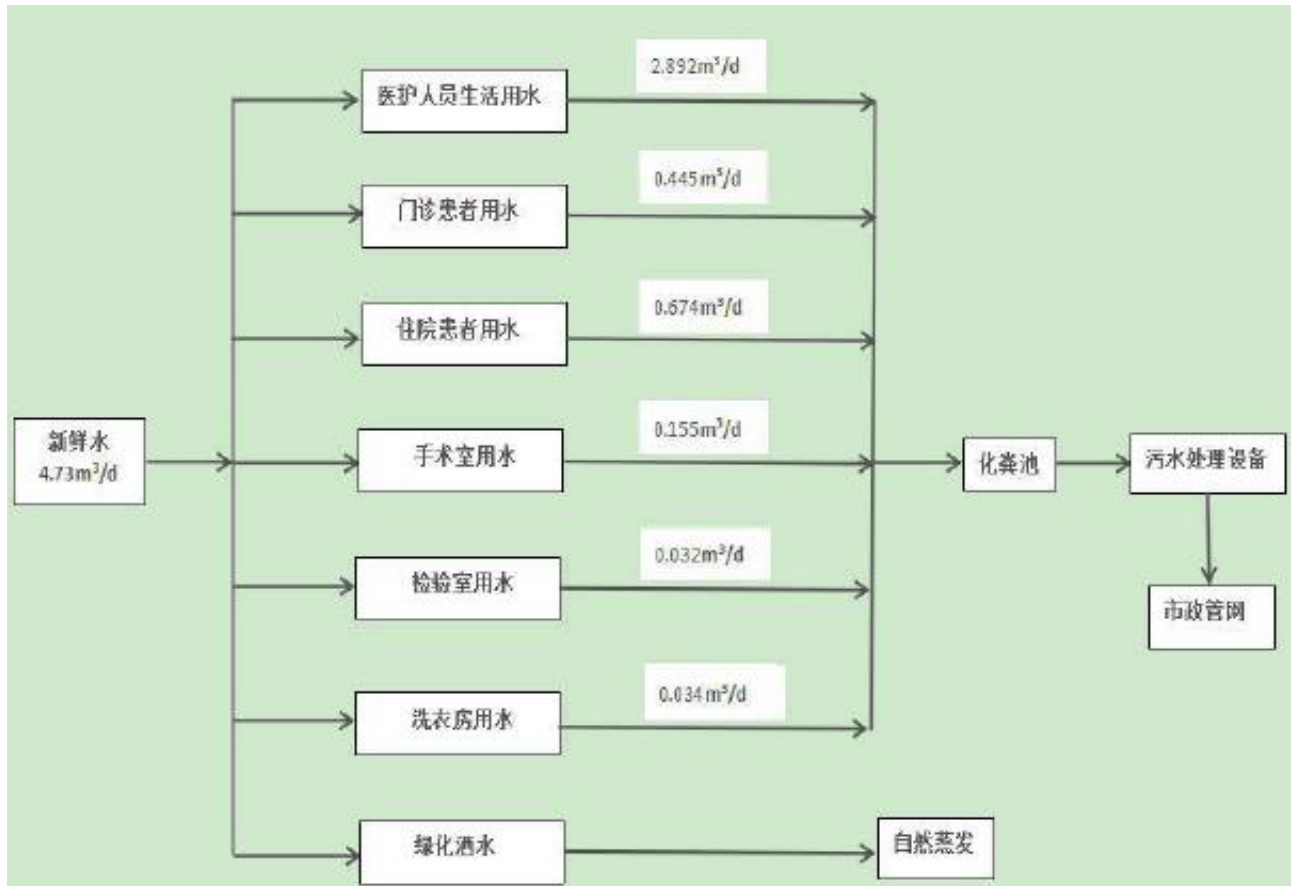 2.892m³/d
医护人员生活用水
0.445m³/d
门诊患者用水
0.674m³/d
住院患者用水
0.155m³/d
新鲜水
4.73m³/d
手术室用水
化粪池
污水处理设备
0.032m³/d
检验室用水
市政管网
0.034m³/d
洗衣房用水
绿化洒水
自然蒸发